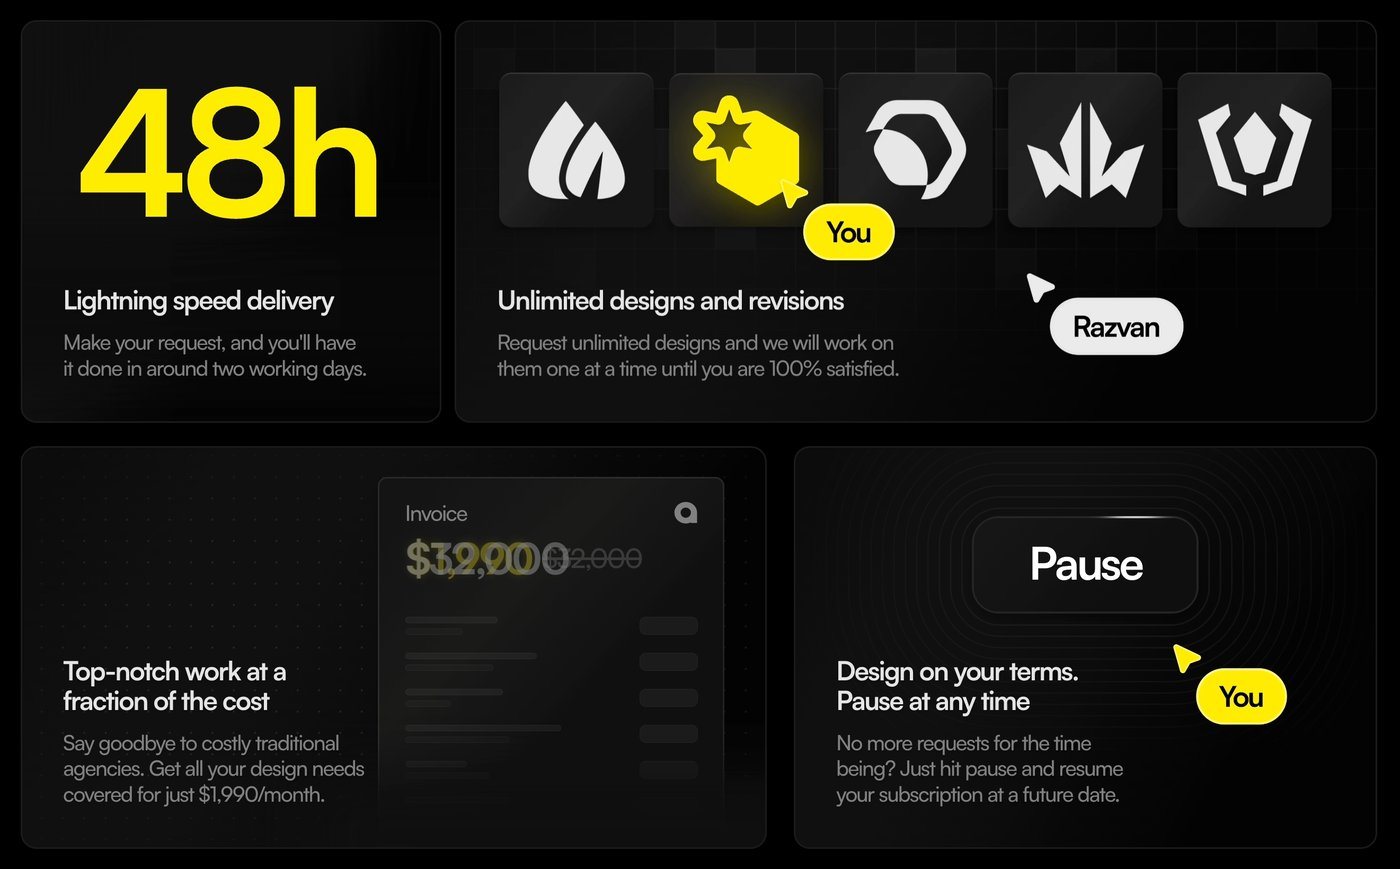 48h
Lightning speed delivery
Make your request, and you'll have
it done in around two working days.
You
Unlimited designs and revisions
Request unlimited designs and we will work on
them one at a time until you are 100% satisfied.
Razvan
Invoice
Top-notch work at a
fraction of the cost
Say goodbye to costly traditional
agencies. Get all your design needs
covered for just $1,990/month.
Pause
Design on your terms.
Pause at any time
You
No more requests for the time
being? Just hit pause and resume
your subscription at a future date.